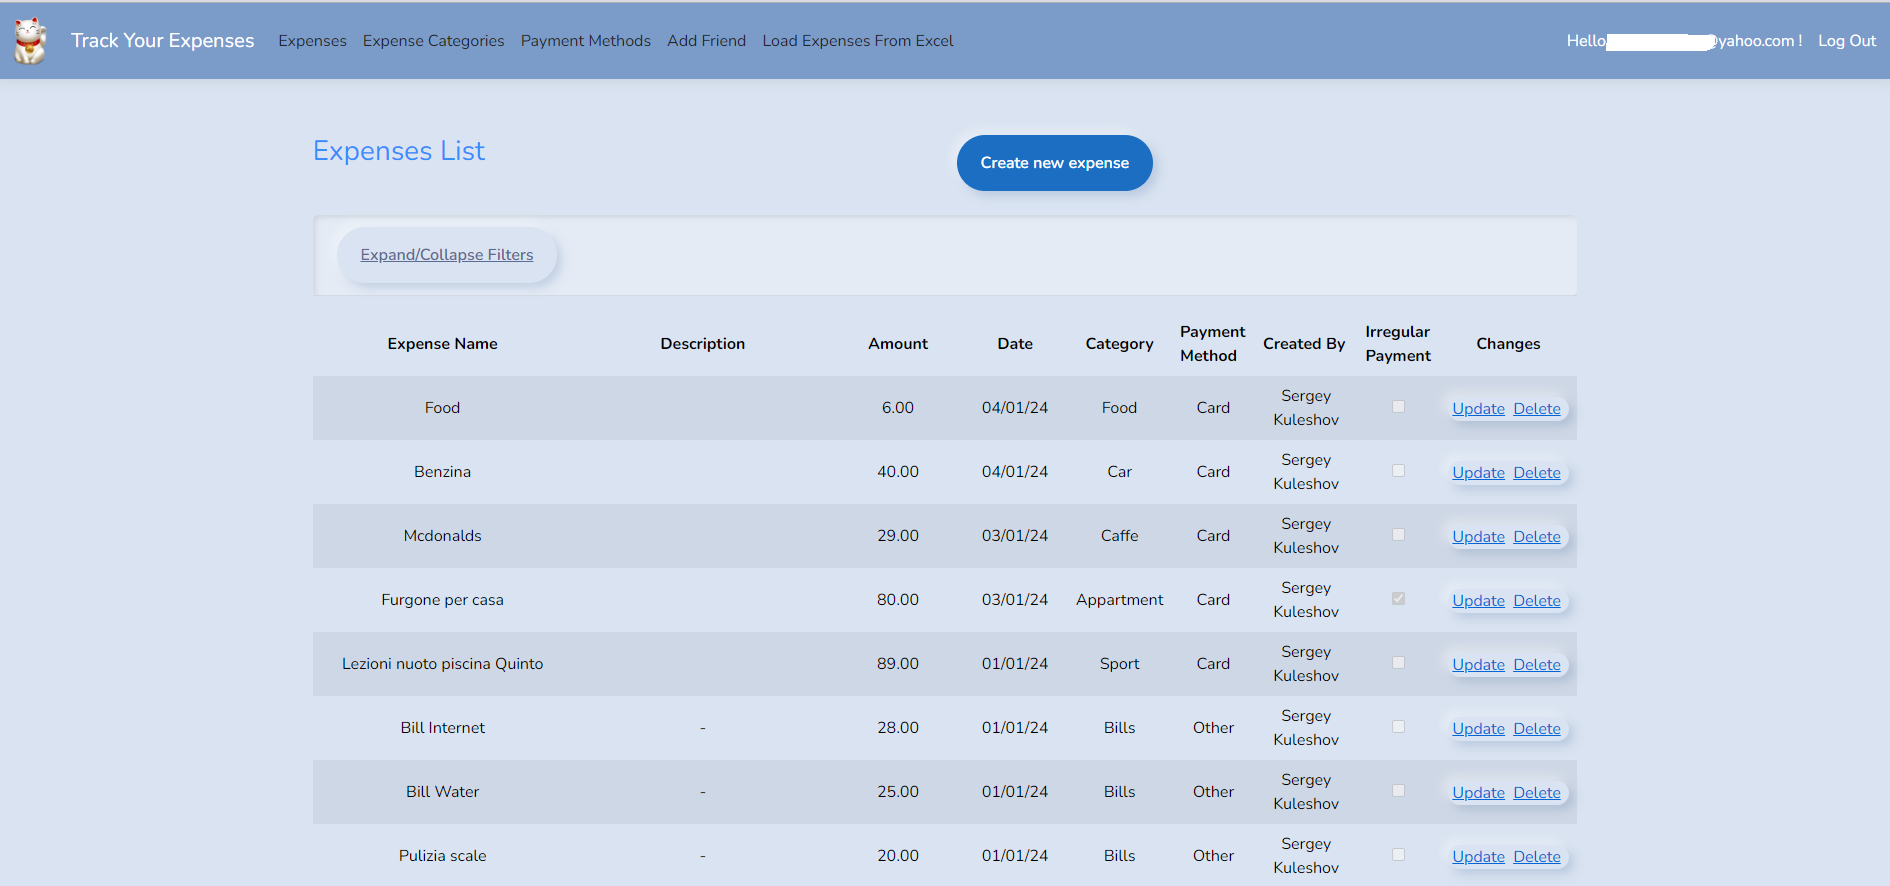 Track Your Expenses Expenses Expense Categories Payment Methods Add Friend Load Expenses From Excel Hello @yahoo.com ! Log Out
Expenses List
Create new expense
Expand/Collapse Filters
Expense Name Description Amount Date Category Payment Method Created By Irregular Payment Changes
Food 6.00 04/01/24 Food Card Sergey Kuleshov Update Delete
Benzina 40.00 04/01/24 Car Card Sergey Kuleshov Update Delete
Mcdonalds 29.00 03/01/24 Caffe Card Sergey Kuleshov Update Delete
Furgone per casa 80.00 03/01/24 Appartment Card Sergey Kuleshov Update Delete
Lezioni nuoto piscina Quinto 89.00 01/01/24 Sport Card Sergey Kuleshov Update Delete
Bill Internet - 28.00 01/01/24 Bills Other Sergey Kuleshov Update Delete
Bill Water - 25.00 01/01/24 Bills Other Sergey Kuleshov Update Delete
Pulizia scale - 20.00 01/01/24 Bills Other Sergey Kuleshov Update Delete